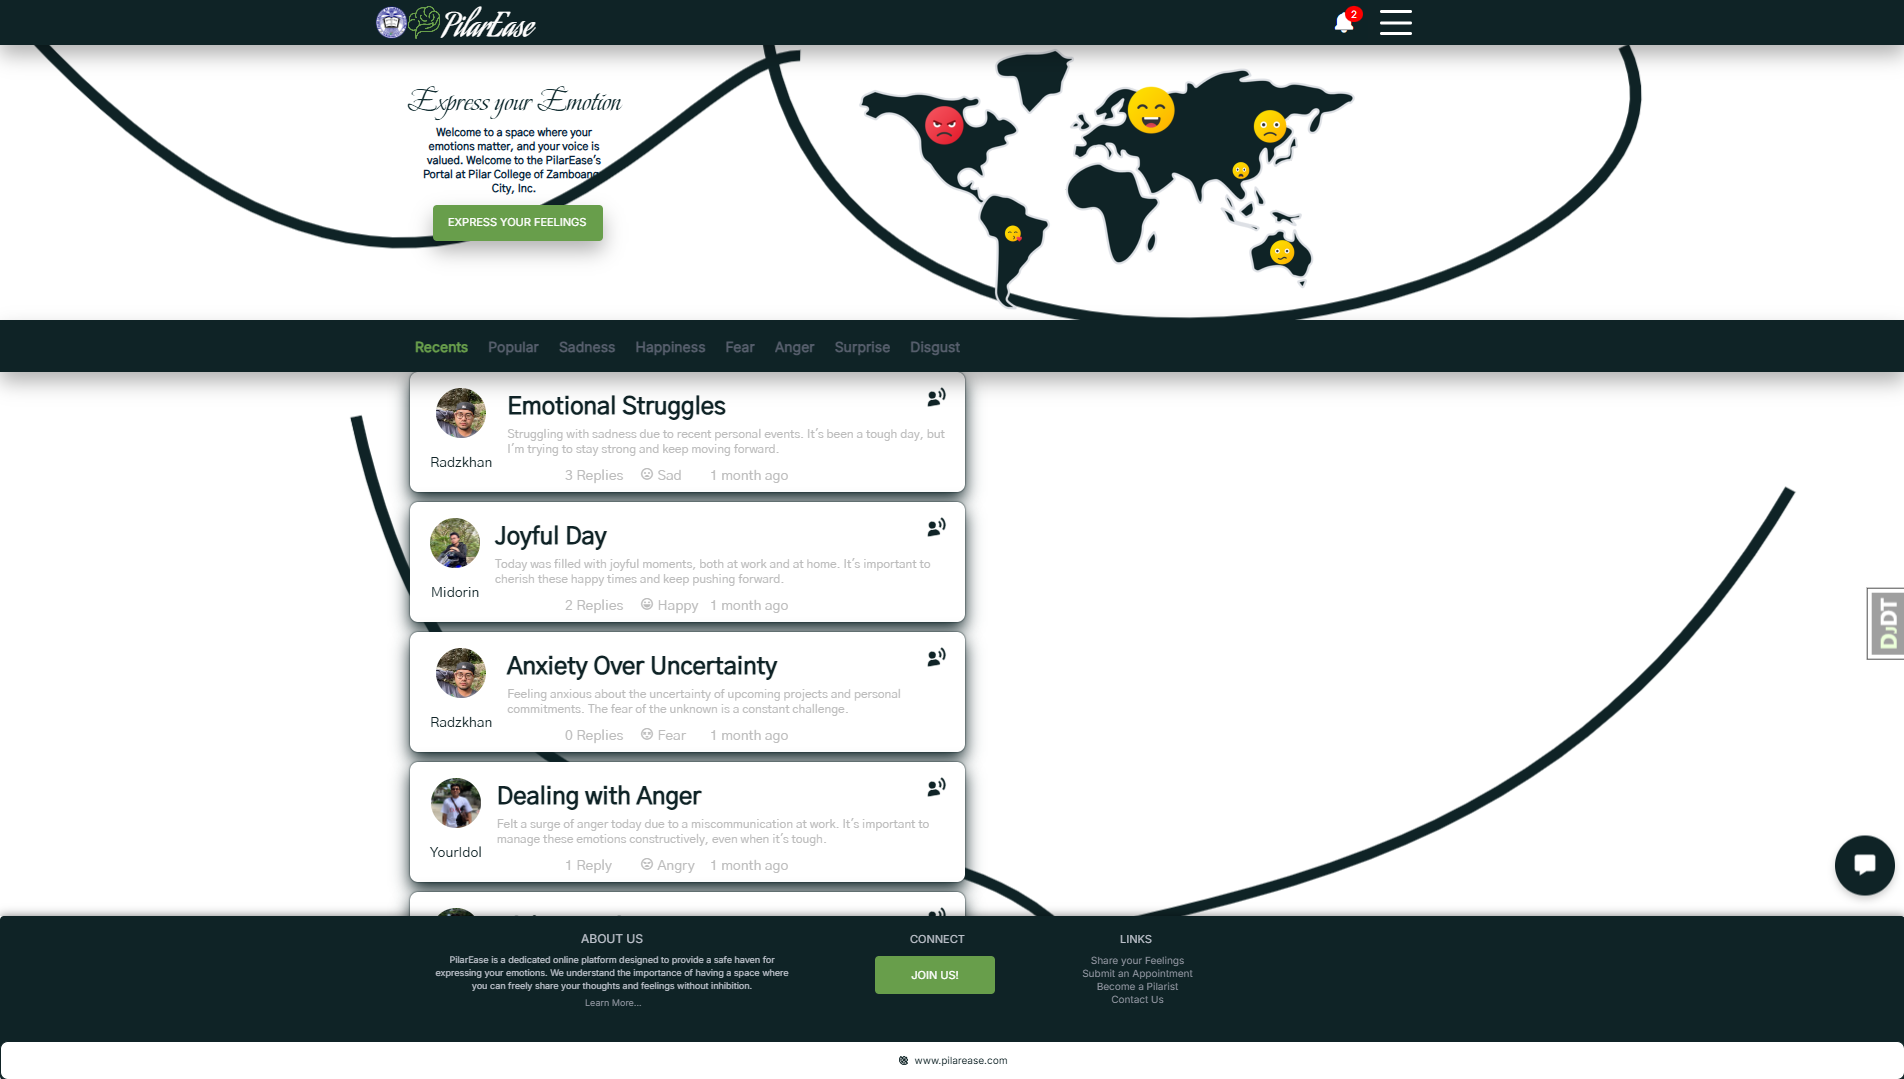 PilarEase
2
Express your Emotion
Welcome to a space where your
emotions matter, and your voice is
valued. Welcome to the PilarEase's
Portal at Pilar College of Zamboang
City, Inc.
EXPRESS YOUR FEELINGS
Recents Popular Sadness Happiness Fear Anger Surprise Disgust
Emotional Struggles
Struggling with sadness due to recent personal events. It's been a tough day, but
I'm trying to stay strong and keep moving forward.
Radzkhan
3 Replies Sad 1 month ago
Joyful Day
Today was filled with joyful moments, both at work and at home. It's important to
cherish these happy times and keep pushing forward.
Midorin
2 Replies Happy 1 month ago
Anxiety Over Uncertainty
Feeling anxious about the uncertainty of upcoming projects and personal
commitments. The fear of the unknown is a constant challenge.
Radzkhan
0 Replies Fear 1 month ago
Dealing with Anger
Felt a surge of anger today due to a miscommunication at work. It's important to
manage these emotions constructively, even when it's tough.
YourIdol
1 Reply Angry 1 month ago
DJDT
ABOUT US
PilarEase is a dedicated online platform designed to provide a safe haven for
expressing your emotions. We understand the importance of having a space where
you can freely share your thoughts and feelings without inhibition.
Learn More...
CONNECT
JOIN US!
LINKS
Share your Feelings
Submit an Appointment
Become a Pilarist
Contact Us
www.pilarease.com